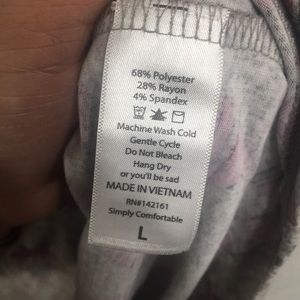 68% Polyester
28% Rayon
4% Spandex
Machine Wash Cold
Gentle Cycle
Do Not Bleach
Hang Dry
or you'll be sad
MADE IN VIETNAM
RN#142161
Simply Comfortable
L